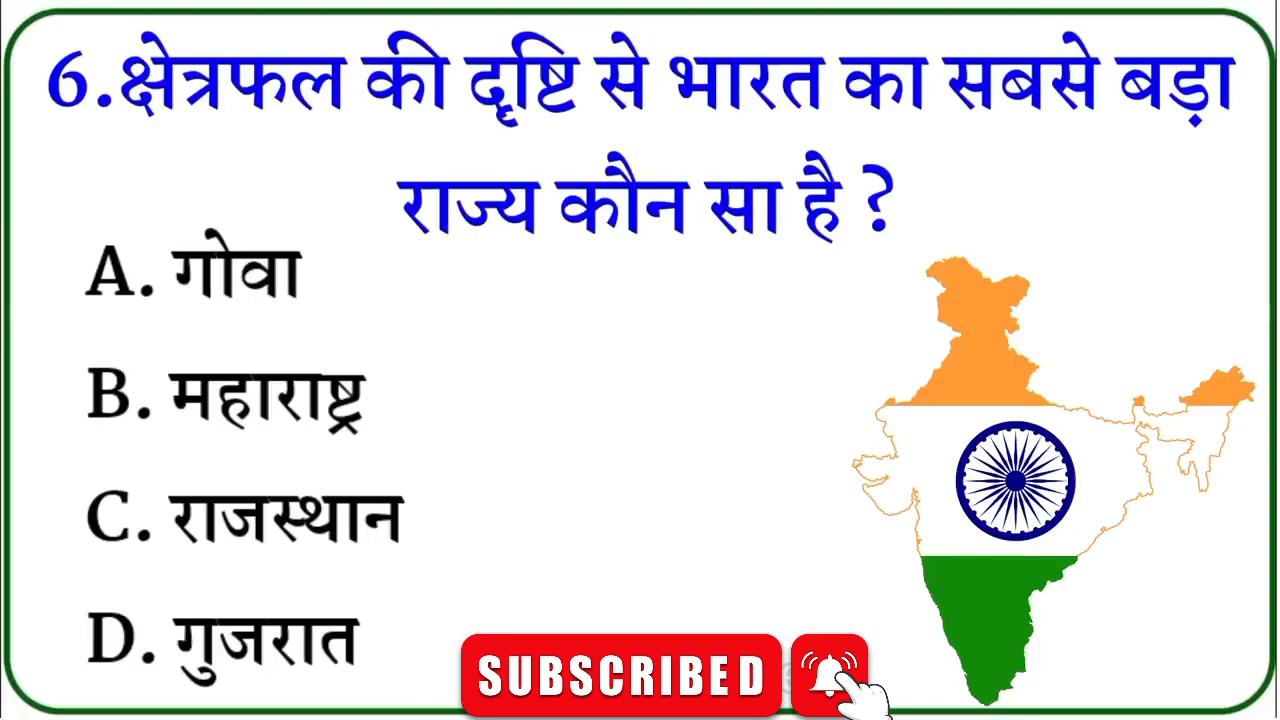 6.क्षेत्रफल की दृष्टि से भारत का सबसे बड़ा
राज्य कौन सा है ?
A. गोवा
B. महाराष्ट्र
C. राजस्थान
D. गुजरात
SUBSCRIBED